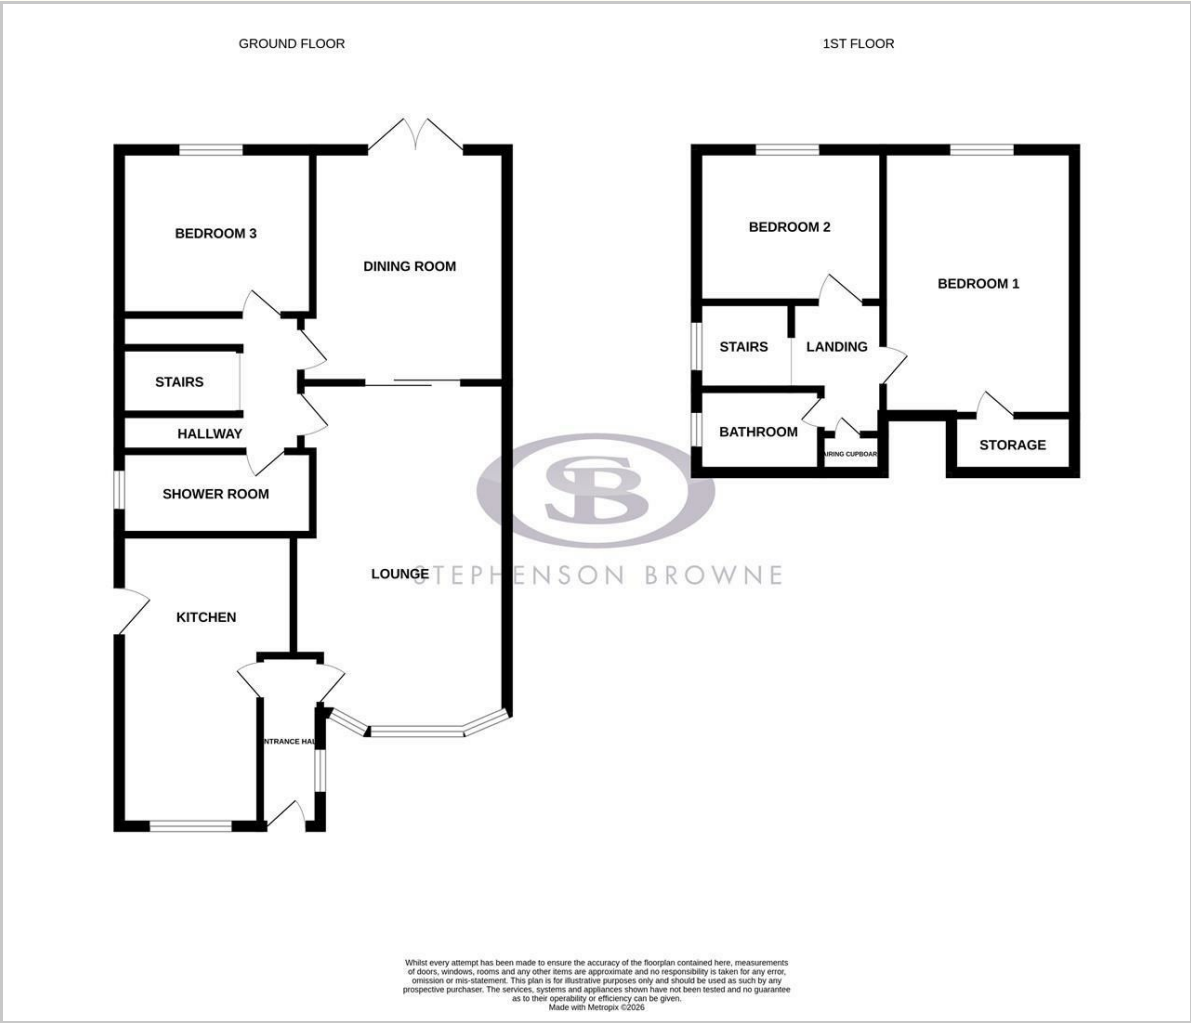 GROUND FLOOR
1ST FLOOR
BEDROOM 3
DINING ROOM
STAIRS
HALLWAY
SHOWER ROOM
LOUNGE
KITCHEN
NTRANCE HAL
BEDROOM 2
BEDROOM 1
STAIRS
LANDING
BATHROOM
AIRING CUPBOAR
STORAGE
SB
STEPHENSON BROWNE
Whilst every attempt has been made to ensure the accuracy of the floorplan contained here, measurements
of doors, windows, rooms and any other items are approximate and no responsibility is taken for any error,
omission or mis-statement. This plan is for illustrative purposes only and should be used as such by any
prospective purchaser. The services, systems and appliances shown have not been tested and no guarantee
as to their operability or efficiency can be given.
Made with Metropix ©2026